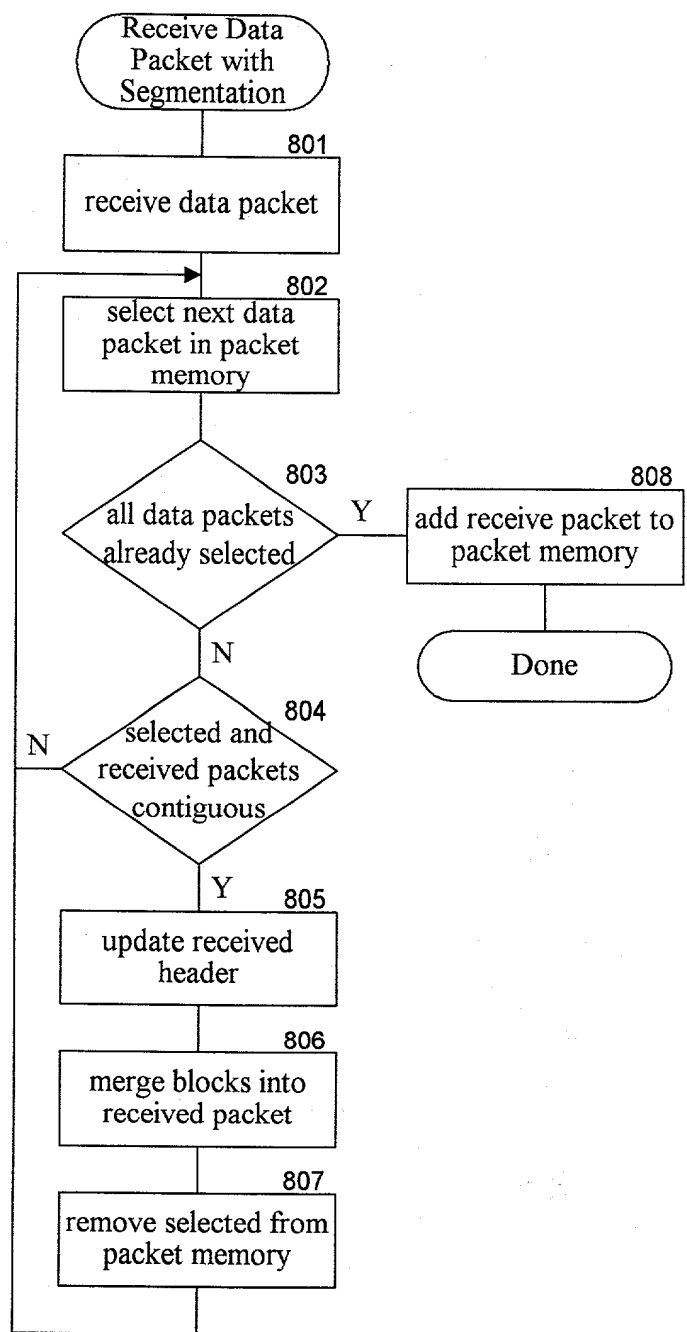 Receive Data
Packet with
Segmentation
801
receive data packet
802
select next data
packet in packet
memory
803
all data packets
already selected
Y
808
add receive packet to
packet memory
Done
N
804
selected and
received packets
contiguous
N
Y
805
update received
header
806
merge blocks into
received packet
807
remove selected from
packet memory